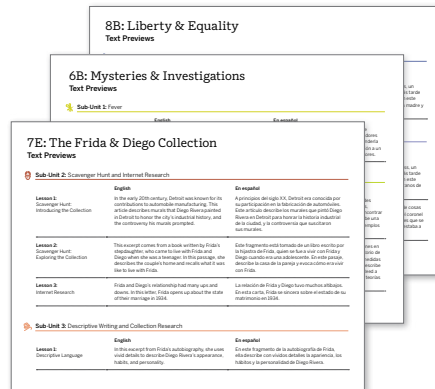 8B: Liberty & Equality
Text Previews
6B: Mysteries & Investigations
Text Previews
Sub-Unit 1: Fever
English
7E: The Frida & Diego Collection
Text Previews
Sub-Unit 2: Scavenger Hunt and Internet Research
English En español
Lesson 1: In the early 20th century, Detroit was known for its A principios del siglo XX, Detroit era conocida por
Scavenger Hunt: contributions to automobile manufacturing. This su participación en la fabricación de automóviles.
Introducing the Collection article describes murals that Diego Rivera painted Este artículo describe los murales que pintó Diego
in Detroit to honor the city's industrial history, and Rivera en Detroit para honrar la historia industrial
the controversy his murals prompted. de la ciudad, y la controversia que suscitaron
sus murales.
Lesson 2: This excerpt comes from a book written by Frida's Este fragmento está tomado de un libro escrito por
Scavenger Hunt: stepdaughter, who came to live with Frida and la hijastra de Frida, quien se fue a vivir con Frida y
Exploring the Collection Diego when she was a teenager. In this passage, she Diego cuando era una adolescente. En este pasaje,
describes the couple's home and recalls what it was describe la casa de la pareja y evoca cómo era vivir
like to live with Frida. con Frida.
Lesson 3: Frida and Diego's relationship had many ups and La relación de Frida y Diego tuvo muchos altibajos.
Internet Research downs. In this letter, Frida opens up about the state En esta carta, Frida se sincera sobre el estado de su
of their marriage in 1934. matrimonio en 1934.
Sub-Unit 3: Descriptive Writing and Collection Research
English En español
Lesson 1: In this excerpt from Frida's autobiography, she uses En este fragmento de la autobiografía de Frida,
Descriptive Language vivid details to describe Diego Rivera's appearance, ella describe con vívidos detalles la apariencia, los
habits, and personality. hábitos y la personalidad de Diego Rivera.